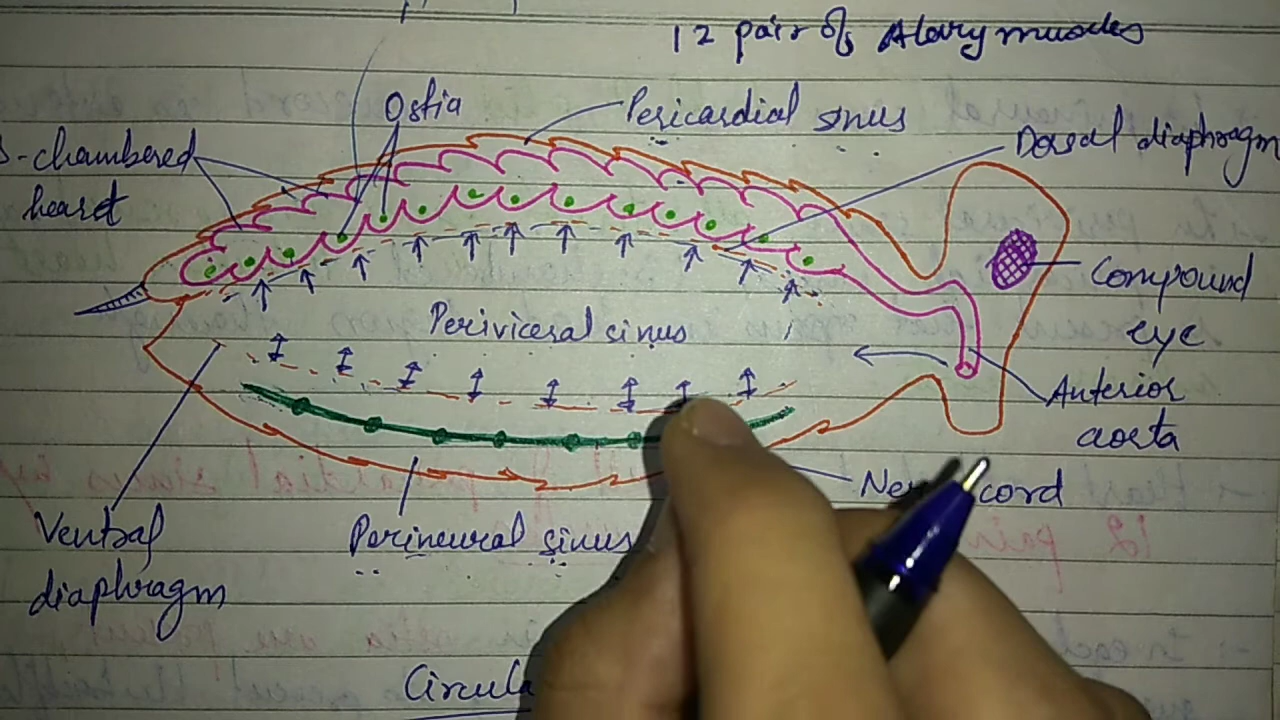 12 pair of Alary muscles
Ostia
Pericardial sinus
Dorsal diaphragm
-chambered
heart
Compound
eye
Periviceral sinus
Anterior
aorta
Ne cord
Ventral
diaphragm
Perineural sinus
Circula